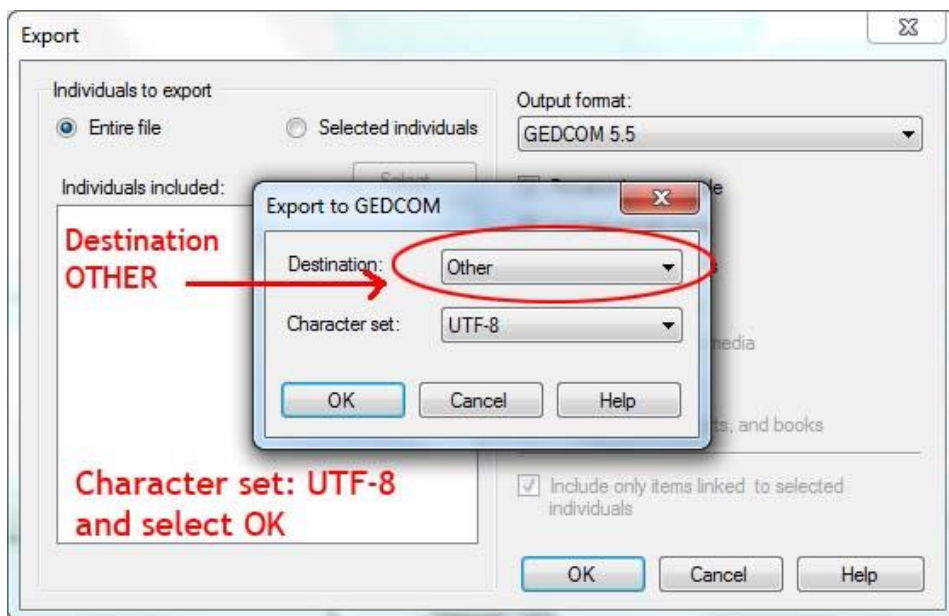 Export
Individuals to export
Entire file
Selected individuals
Individuals included:
Output format:
GEDCOM 5.5
Export to GEDCOM
Destination:
Other
Character set:
UTF-8
OK
Cancel
Help
Destination
OTHER
Character set: UTF-8
and select OK
media
and books
Include only items linked to selected
individuals
OK
Cancel
Help